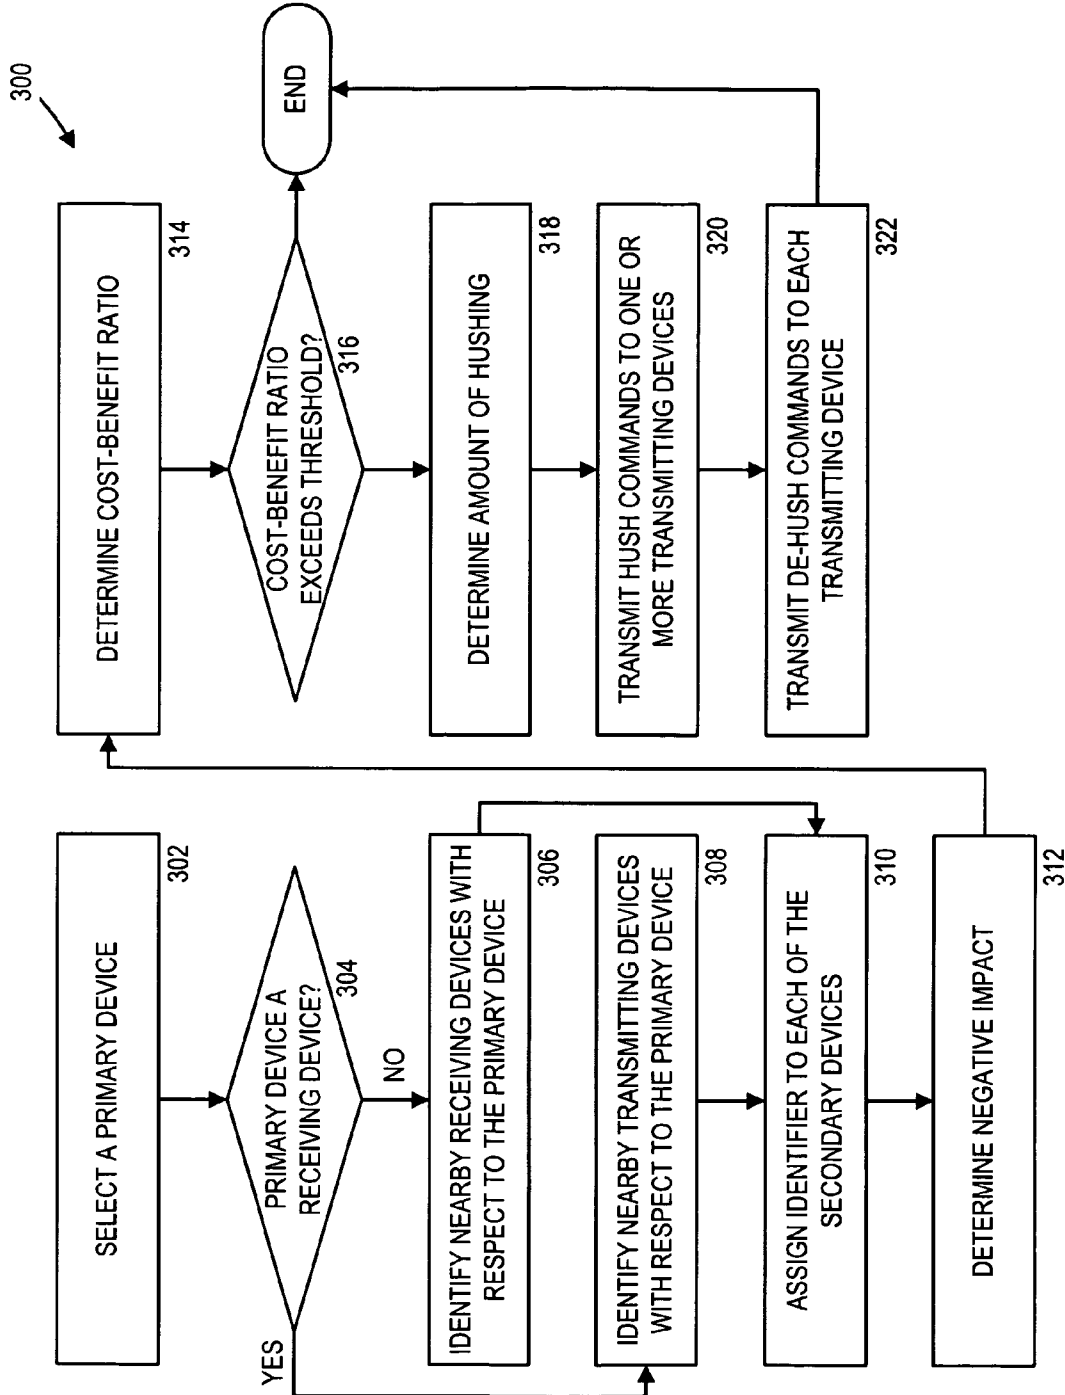 300
SELECT A PRIMARY DEVICE
302
PRIMARY DEVICE A
RECEIVING DEVICE?
304
YES
NO
IDENTIFY NEARBY RECEIVING DEVICES WITH
RESPECT TO THE PRIMARY DEVICE
306
IDENTIFY NEARBY TRANSMITTING DEVICES
WITH RESPECT TO THE PRIMARY DEVICE
308
ASSIGN IDENTIFIER TO EACH OF THE
SECONDARY DEVICES
310
DETERMINE NEGATIVE IMPACT
312
DETERMINE COST-BENEFIT RATIO
314
COST-BENEFIT RATIO
EXCEEDS THRESHOLD?
316
END
DETERMINE AMOUNT OF HUSHING
318
TRANSMIT HUSH COMMANDS TO ONE OR
MORE TRANSMITTING DEVICES
320
TRANSMIT DE-HUSH COMMANDS TO EACH
TRANSMITTING DEVICE
322